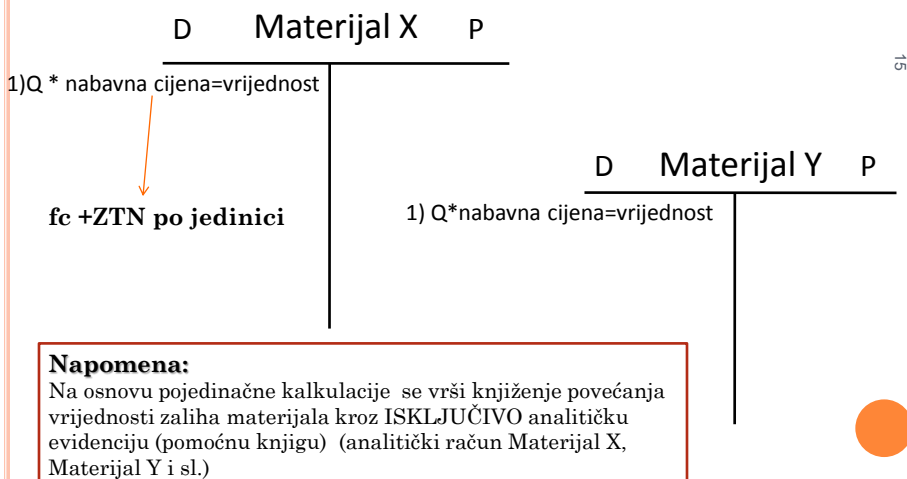 D Materijal X P
1)Q * nabavna cijena=vrijednost
15
fc +ZTN po jedinici
D Materijal Y P
1) Q*nabavna cijena=vrijednost
Napomena:
Na osnovu pojedinačne kalkulacije se vrši knjiženje povećanja
vrijednosti zaliha materijala kroz ISKLJUČIVO analitičku
evidenciju (pomoćnu knjigu) (analitički račun Materijal X,
Materijal Y i sl.)